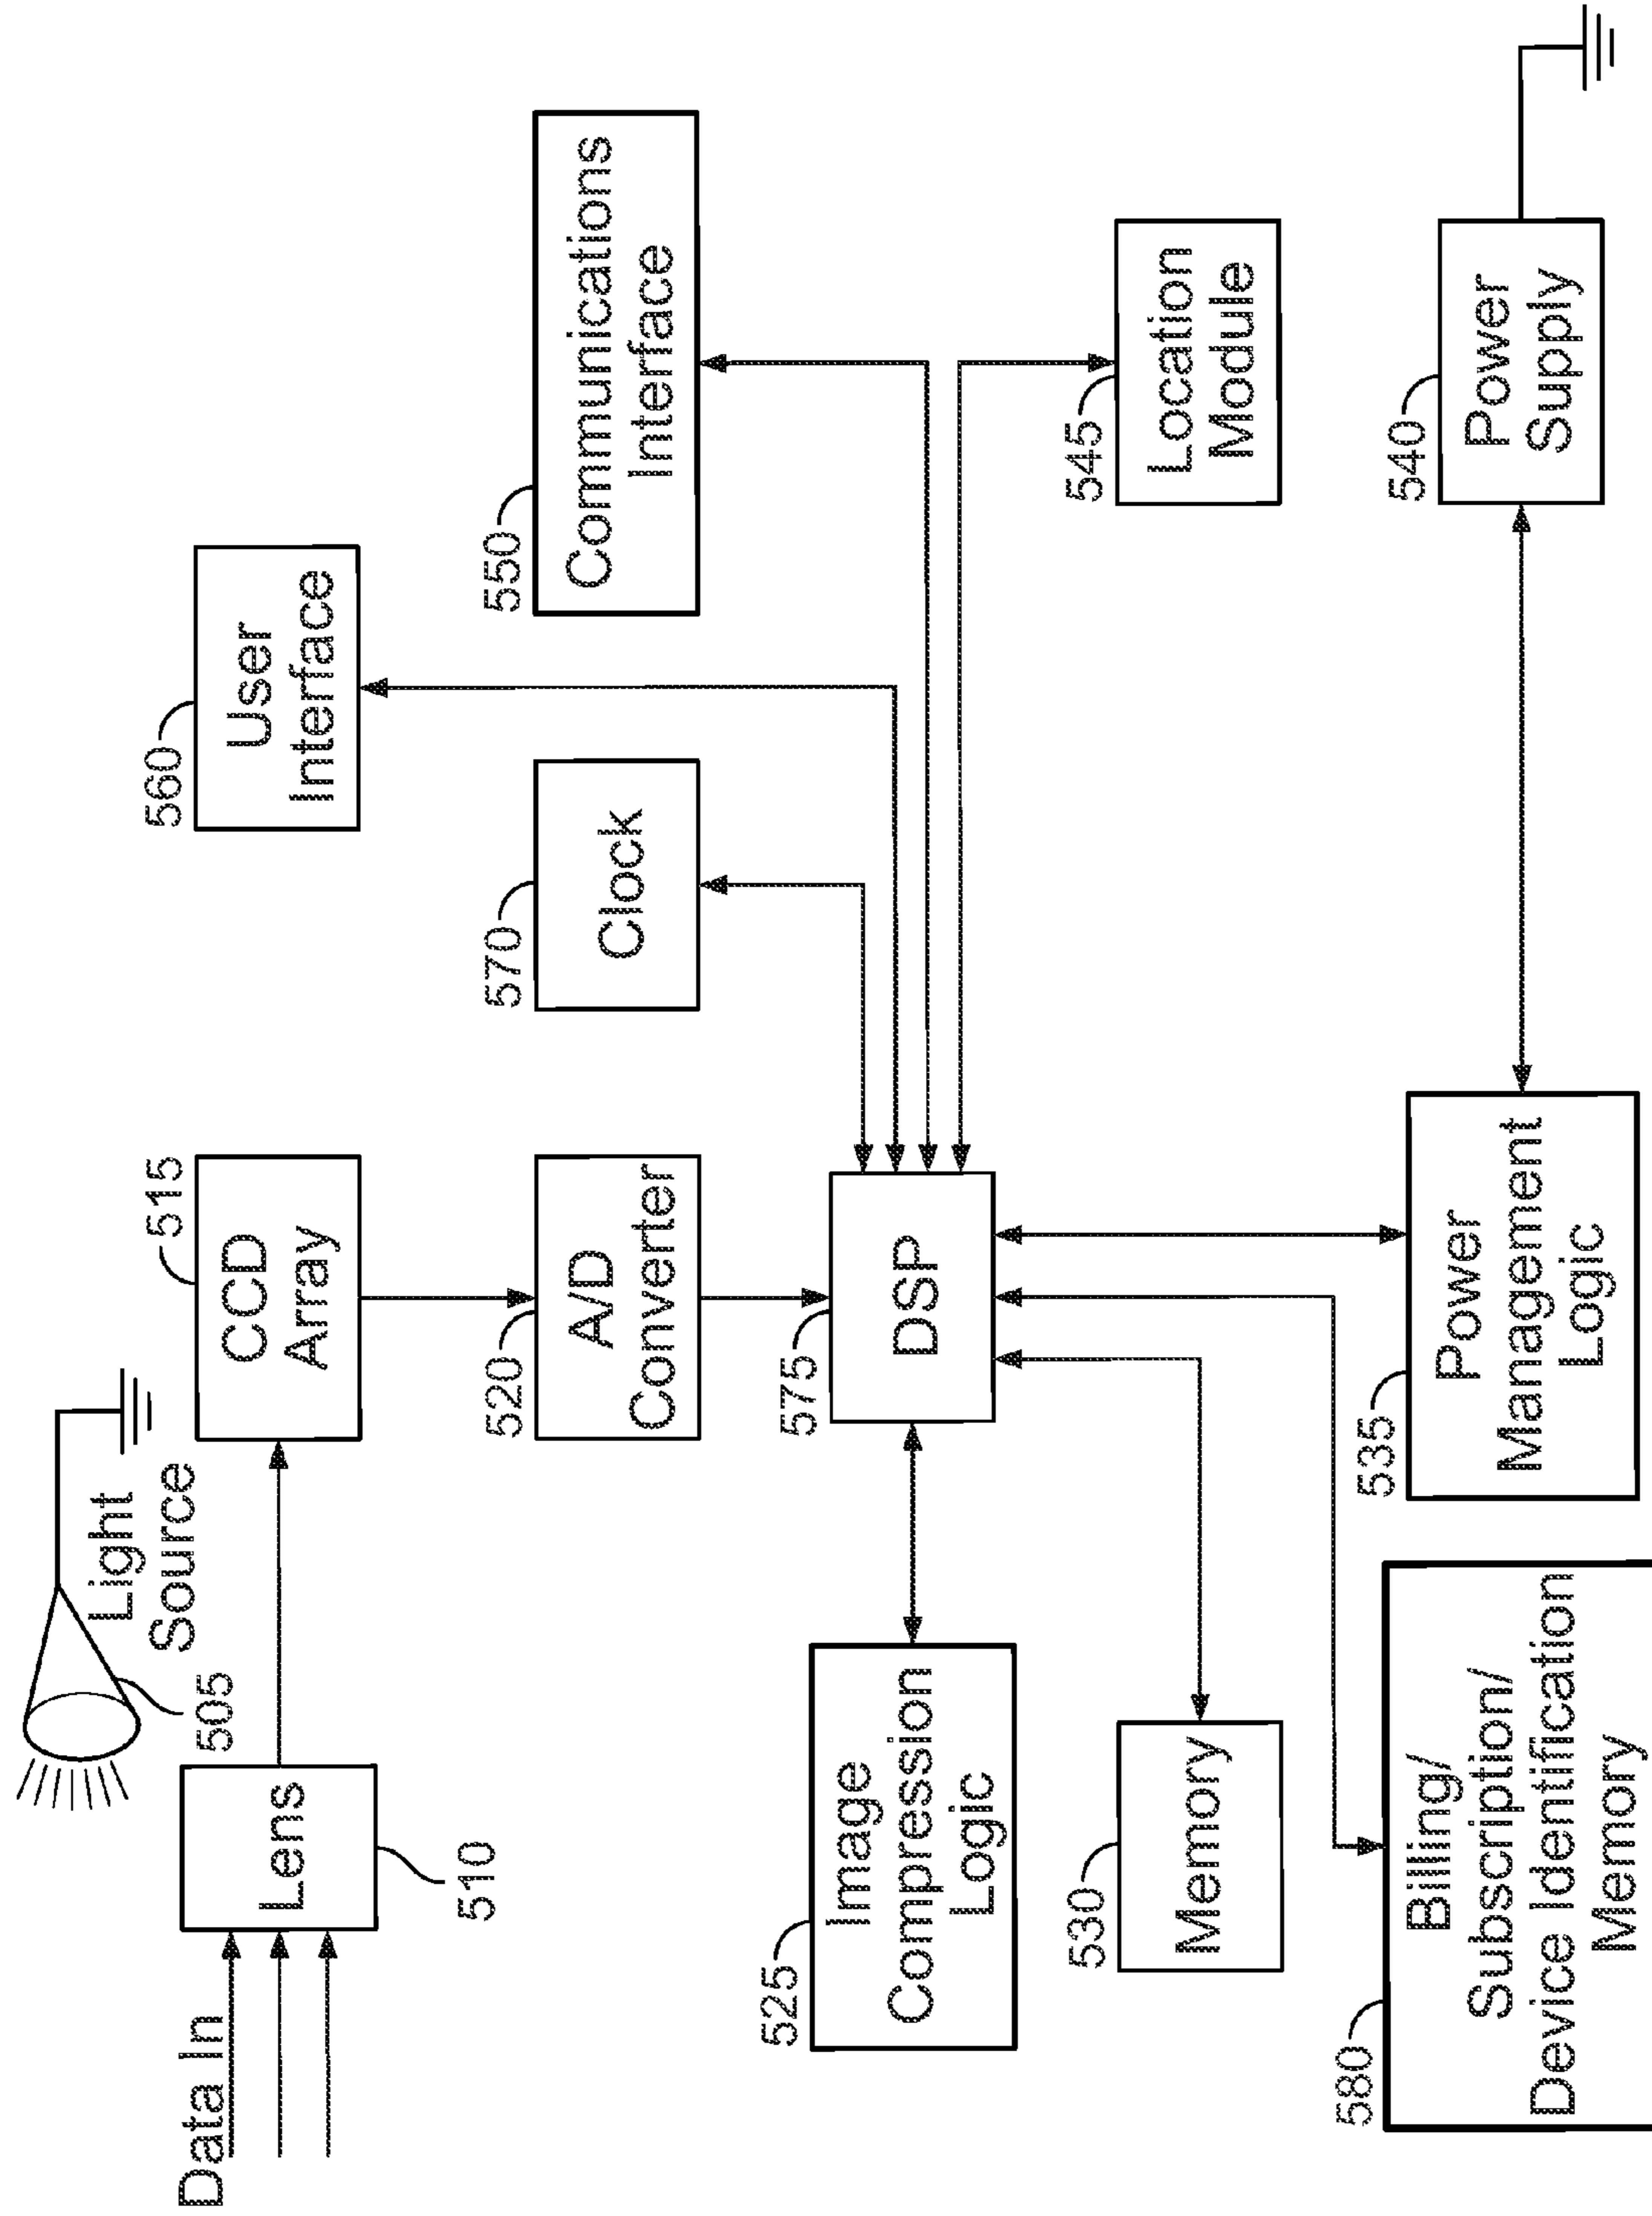 Data In
Lens
510
505
Light
Source
CCD
Array
515
A/D
Converter
520
560
User
Interface
570
Clock
550
Communications
Interface
575
DSP
525
Image
Compression
Logic
530
Memory
545
Location
Module
580
Billing/
Subscription/
Device Identification
Memory
535
Power
Management
Logic
540
Power
Supply